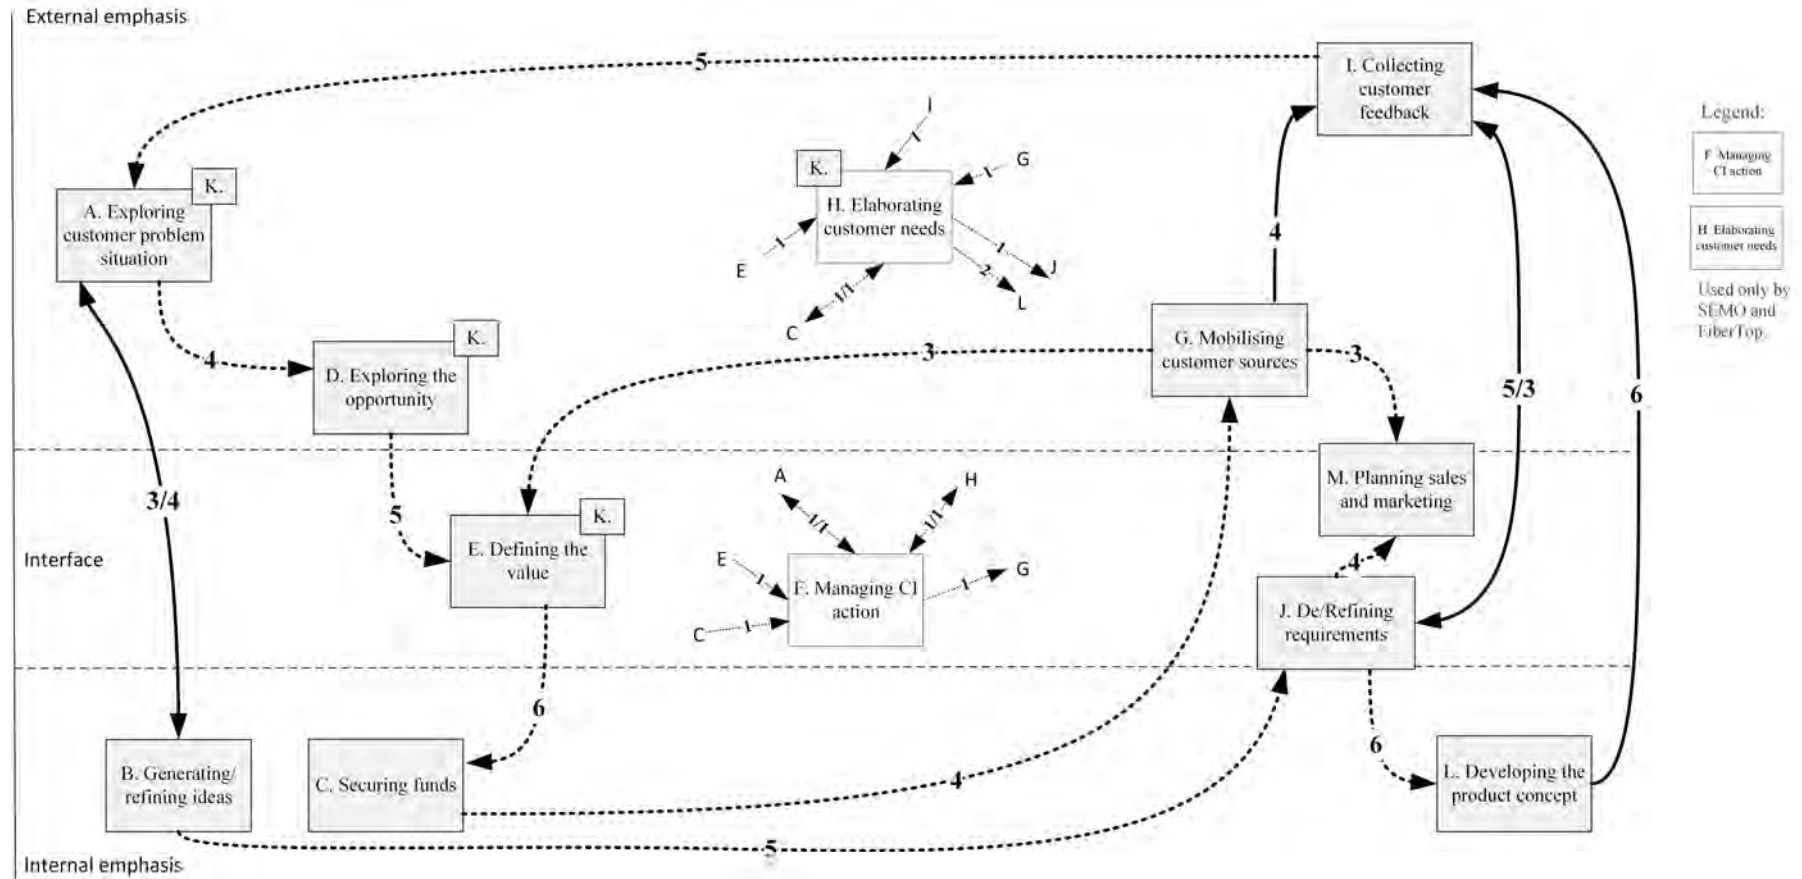 External emphasis
5
I. Collecting
customer
feedback
Legend:
F. Managing
CI action
H. Elaborating
customer needs
Used only by
SEMO and
FiberTop.
K.
A. Exploring
customer problem
situation
K.
H. Elaborating
customer needs
1
G
1
E
1
C
1/1
1
J
2
L
4
4
K.
D. Exploring the
opportunity
3
G. Mobilising
customer sources
3
5/3
6
M. Planning sales
and marketing
3/4
5
Interface
K.
E. Defining the
value
A
1/1
H
1/1
E
1
C
1
F. Managing CI
action
1
G
4
J. De/Refining
requirements
6
6
B. Generating/
refining ideas
C. Securing funds
4
L. Developing the
product concept
5
Internal emphasis